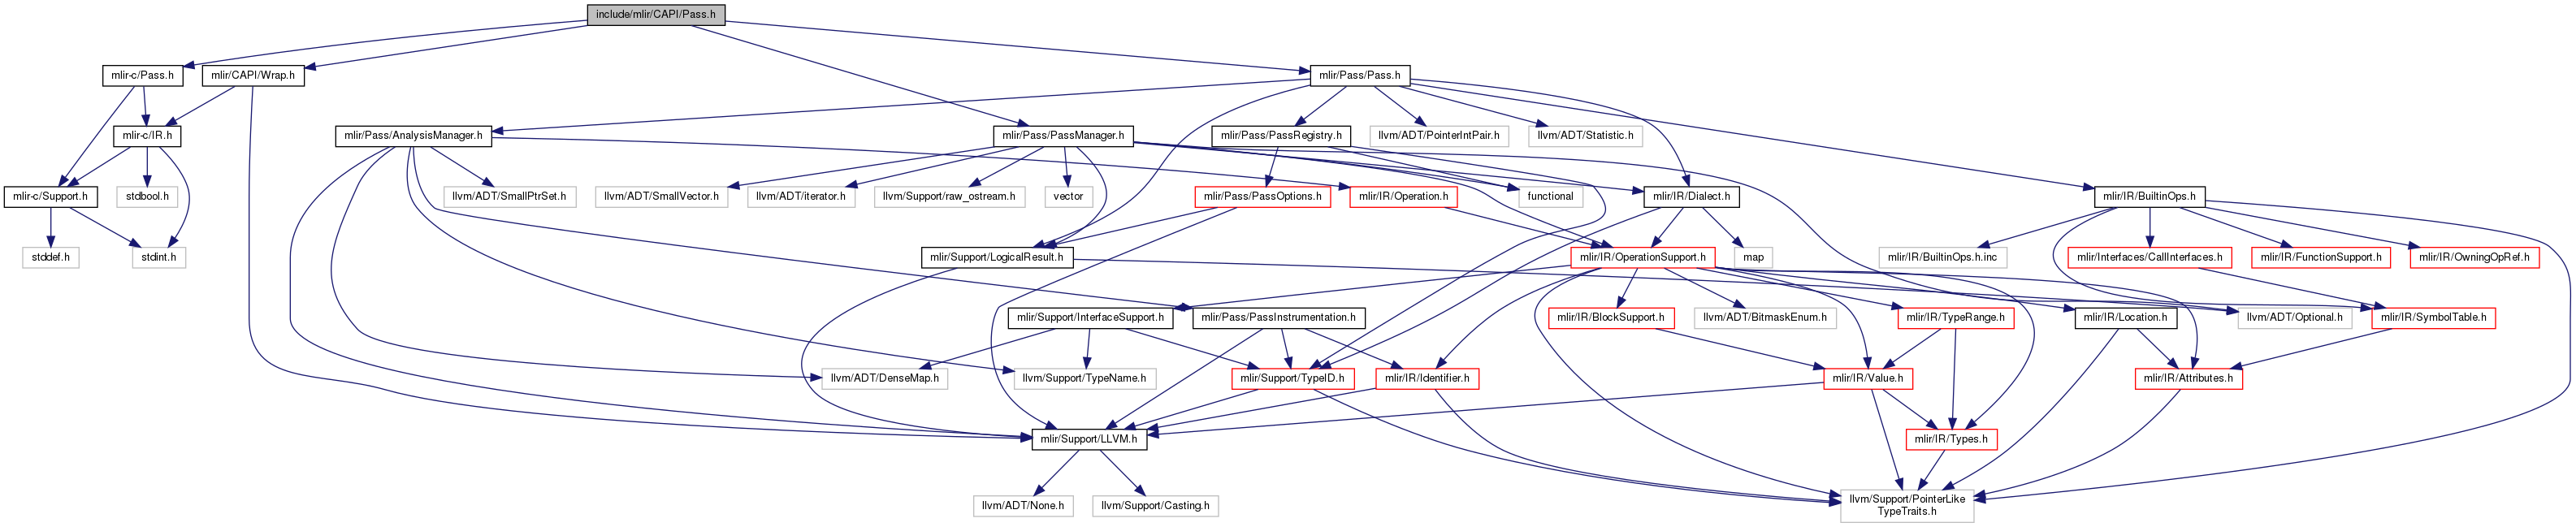 include/mlir/CAPI/Pass.h
mlir-c/Pass.h
mlir/CAPI/Wrap.h
mlir/Pass/Pass.h
mlir-c/IR.h
mlir/Pass/AnalysisManager.h
mlir/Pass/PassManager.h
mlir/Pass/PassRegistry.h
llvm/ADT/PointerIntPair.h
llvm/ADT/Statistic.h
mlir-c/Support.h
stdbool.h
llvm/ADT/SmallPtrSet.h
llvm/ADT/SmallVector.h
llvm/ADT/iterator.h
llvm/Support/raw_ostream.h
vector
mlir/Pass/PassOptions.h
mlir/IR/Operation.h
functional
mlir/IR/Dialect.h
mlir/IR/BuiltinOps.h
stddef.h
stdint.h
mlir/Support/LogicalResult.h
mlir/IR/OperationSupport.h
map
mlir/IR/BuiltinOps.h.inc
mlir/Interfaces/CallInterfaces.h
mlir/IR/FunctionSupport.h
mlir/IR/OwningOpRef.h
mlir/Support/InterfaceSupport.h
mlir/Pass/PassInstrumentation.h
mlir/IR/BlockSupport.h
llvm/ADT/BitmaskEnum.h
mlir/IR/TypeRange.h
mlir/IR/Location.h
llvm/ADT/Optional.h
mlir/IR/SymbolTable.h
llvm/ADT/DenseMap.h
llvm/Support/TypeName.h
mlir/Support/TypeID.h
mlir/IR/Identifier.h
mlir/IR/Value.h
mlir/IR/Attributes.h
mlir/Support/LLVM.h
mlir/IR/Types.h
llvm/ADT/None.h
llvm/Support/Casting.h
llvm/Support/PointerLike
TypeTraits.h